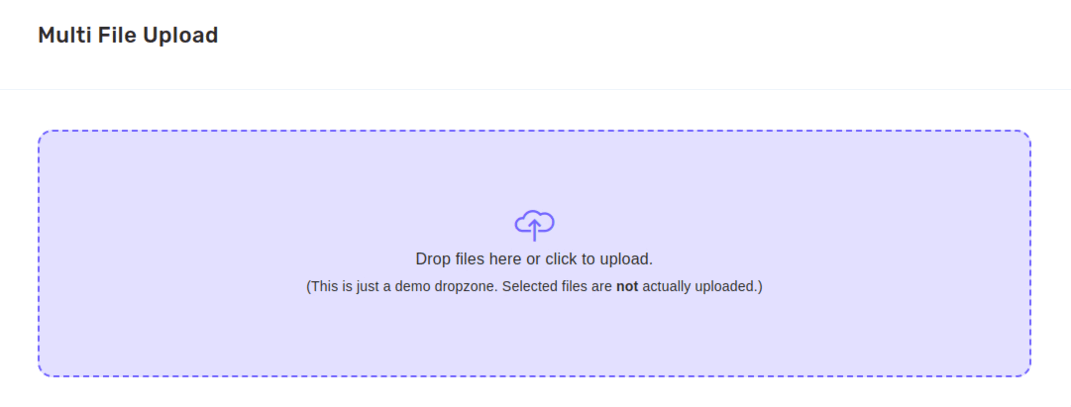 Multi File Upload
Drop files here or click to upload.
(This is just a demo dropzone. Selected files are not actually uploaded.)